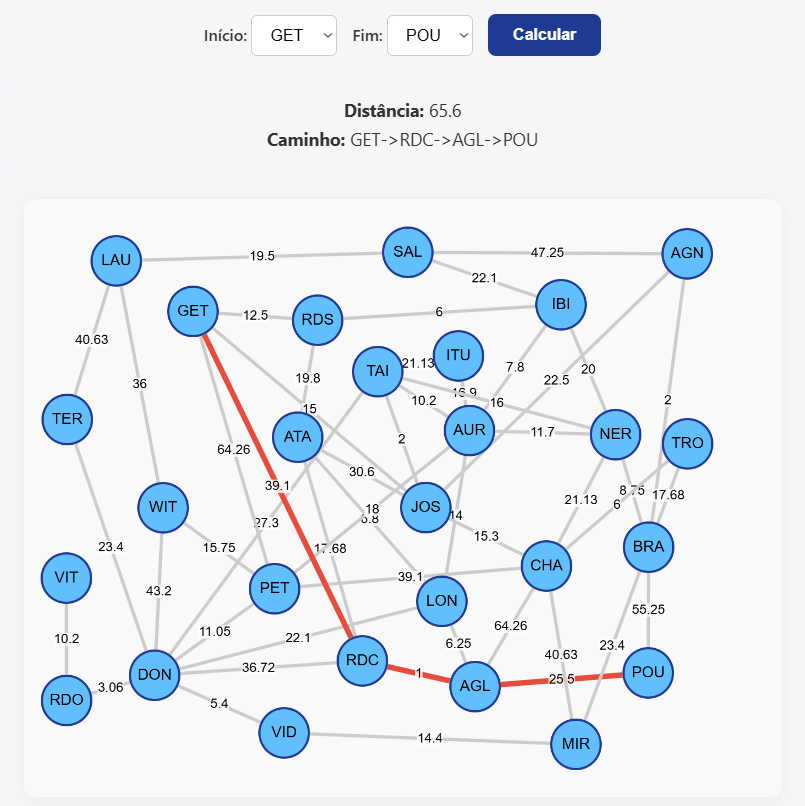 Início: GET Fim: POU Calcular
Distância: 65.6
Caminho: GET->RDC->AGL->POU
LAU 19.5 SAL 47.25 AGN
22.1
GET 12.5 RDS 6 IBI
40.63
21.13 ITU 7.8 20
TAI 22.5
36 19.8 10.2 16.9 16 2
15
TER ATA 2 AUR 11.7 NER TRO
64.26 30.6
39.1 21.13 6 8.75 17.68
WIT 27.3 18 JOS 14
6.8
23.4 15.75 17.68 15.3 BRA
VIT 43.2 PET 39.1 CHA
11.05 LON 55.25
10.2 22.1 6.25 64.26 23.4
36.72 RDC 40.63
DON 1 AGL 25.5 POU
RDO 3.06
5.4 VID 14.4 MIR